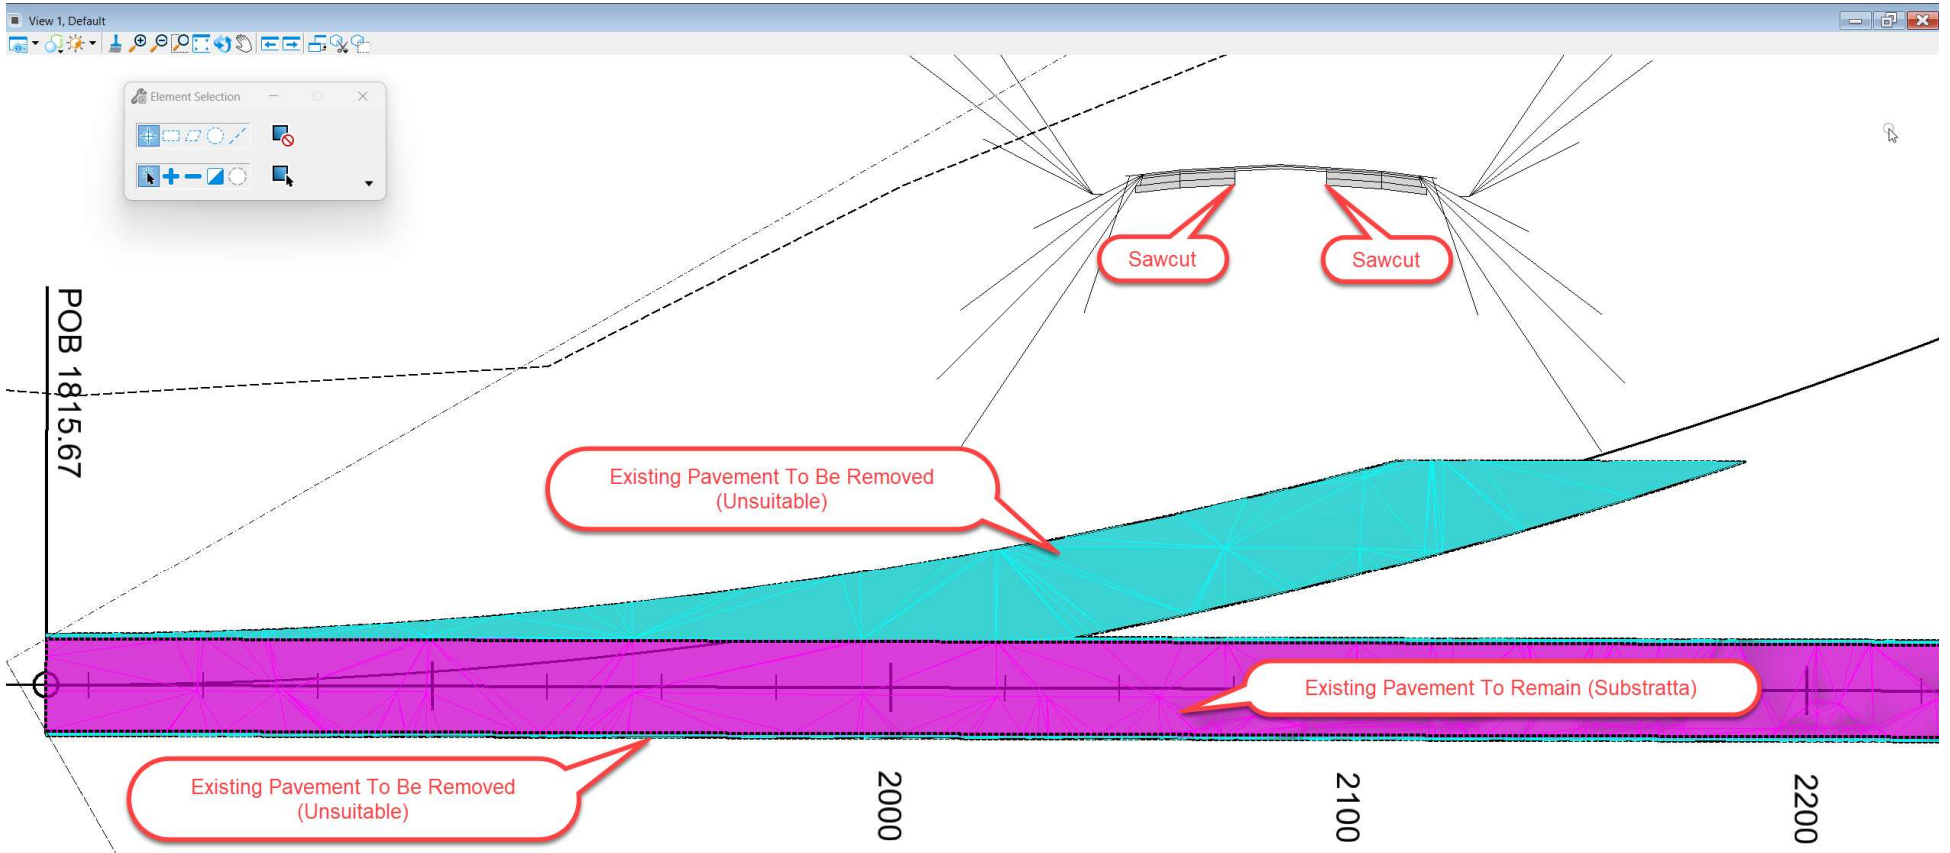 View 1, Default
Element Selection
Sawcut
Sawcut
POB 1815.67
Existing Pavement To Be Removed
(Unsuitable)
Existing Pavement To Remain (Substratta)
Existing Pavement To Be Removed
(Unsuitable)
2000
2100
2200